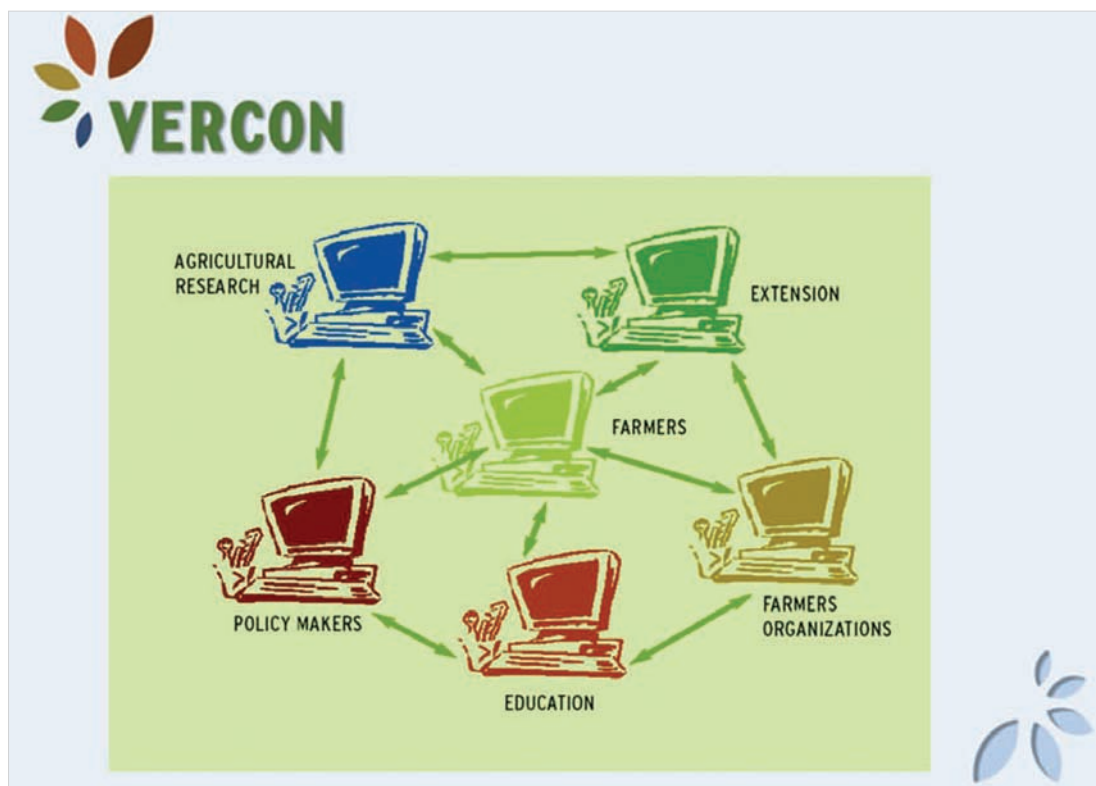 VERCON
AGRICULTURAL
RESEARCH
EXTENSION
FARMERS
POLICY MAKERS
FARMERS
ORGANIZATIONS
EDUCATION